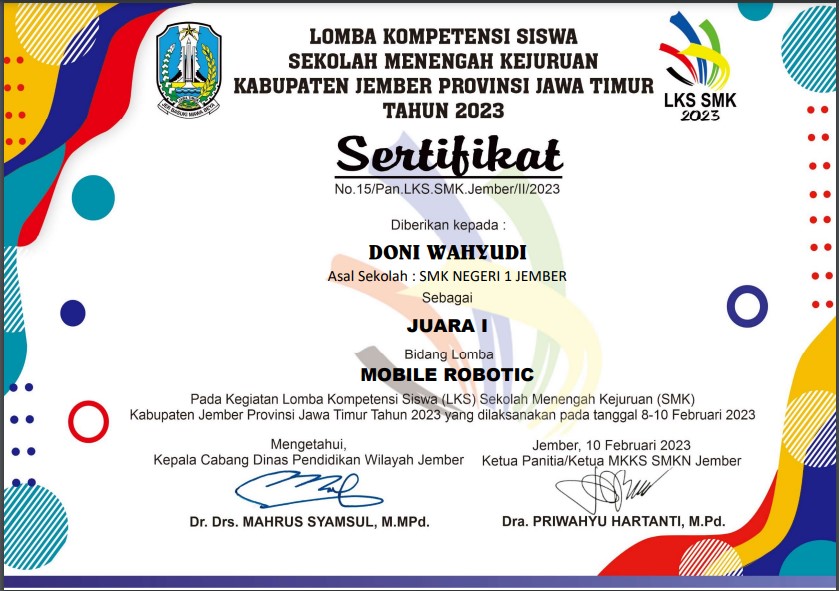 LOMBA KOMPETENSI SISWA
SEKOLAH MENENGAH KEJURUAN
KABUPATEN JEMBER PROVINSI JAWA TIMUR
TAHUN 2023
JER BASUKI MAWA BEYA
LKS SMK
2023
Sertifikat
No.15/Pan.LKS.SMK.Jember/II/2023
Diberikan kepada :
DONI WAHYUDI
Asal Sekolah : SMK NEGERI 1 JEMBER
Sebagai
JUARA I
Bidang Lomba
MOBILE ROBOTIC
Pada Kegiatan Lomba Kompetensi Siswa (LKS) Sekolah Menengah Kejuruan (SMK)
Kabupaten Jember Provinsi Jawa Timur Tahun 2023 yang dilaksanakan pada tanggal 8-10 Februari 2023
Mengetahui,
Kepala Cabang Dinas Pendidikan Wilayah Jember
Dr. Drs. MAHRUS SYAMSUL, M.MPd.
Jember, 10 Februari 2023
Ketua Panitia/Ketua MKKS SMKN Jember
Dra. PRIWAHYU HARTANTI, M.Pd.